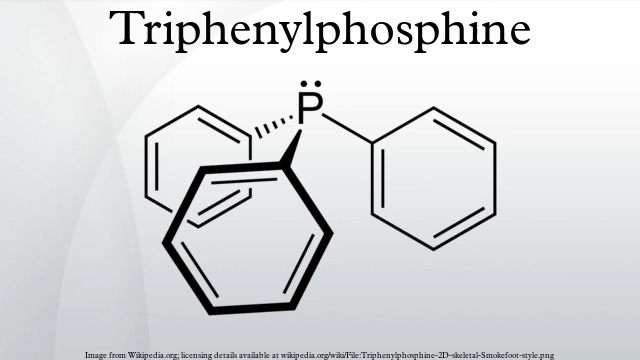 Triphenylphosphine
P
Image from Wikipedia.org; licensing details available at wikipedia.org/wiki/File:Triphenylphosphine-2D-skeletal-Smokefoot-style.png